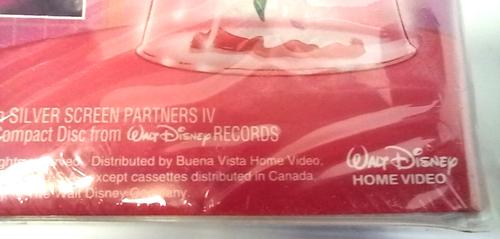 SILVER SCREEN PARTNERS IV
Compact Disc from Walt Disney RECORDS
Distributed by Buena Vista Home Video.
except cassettes distributed in Canada.
Walt Disney Company.
Walt Disney
HOME VIDEO